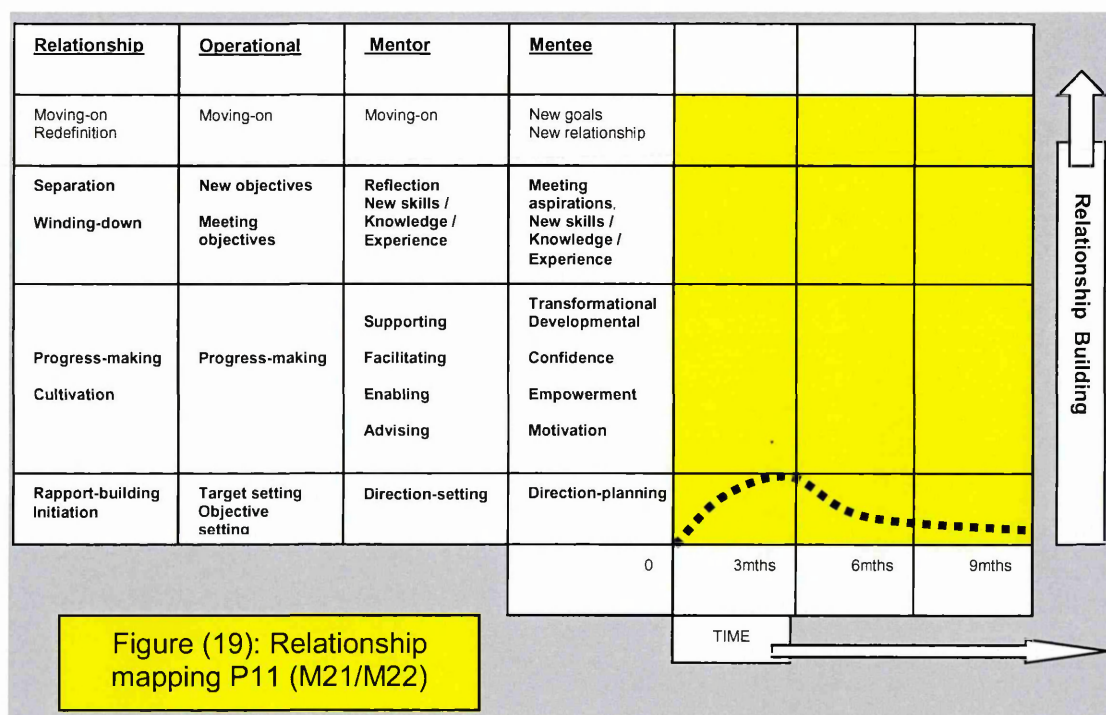 Relationship
Operational
Mentor
Mentee
Moving-on
Redefinition
Moving-on
Moving-on
New goals
New relationship
Separation
Winding-down
New objectives
Meeting
objectives
Reflection
New skills /
Knowledge /
Experience
Meeting
aspirations,
New skills /
Knowledge /
Experience
Progress-making
Cultivation
Progress-making
Supporting
Facilitating
Enabling
Advising
Transformational
Developmental
Confidence
Empowerment
Motivation
Rapport-building
Initiation
Target setting
Objective
setting
Direction-setting
Direction-planning
0
3mths
6mths
9mths
TIME
Relationship Building
Figure (19): Relationship
mapping P11 (M21/M22)